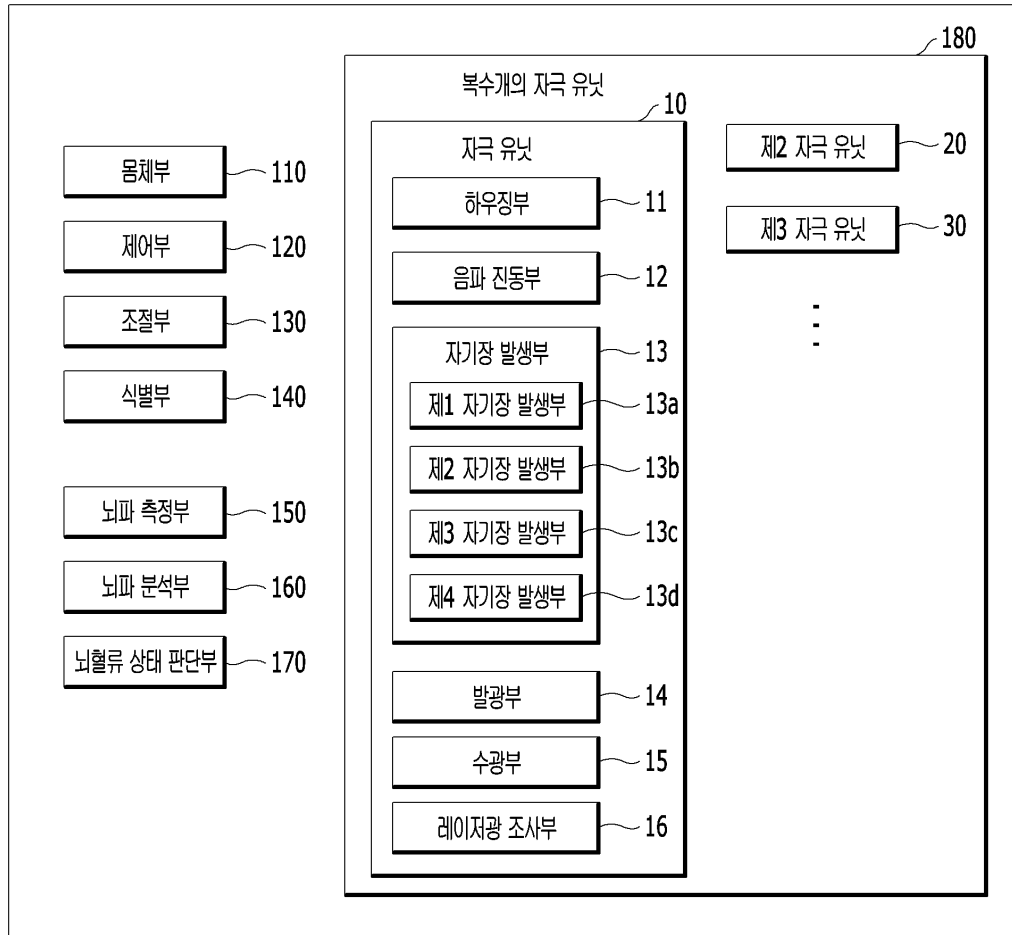 180
복수개의 자극 유닛
10
자극 유닛
제2 자극 유닛 20
몸체부 110
하우징부 11
제3 자극 유닛 30
제어부 120
음파 진동부 12
조절부 130
자기장 발생부 13
식별부 140
제1 자기장 발생부 13a
제2 자기장 발생부 13b
뇌파 측정부 150
제3 자기장 발생부 13c
뇌파 분석부 160
제4 자기장 발생부 13d
뇌혈류 상태 판단부 170
발광부 14
수광부 15
레이저광 조사부 16